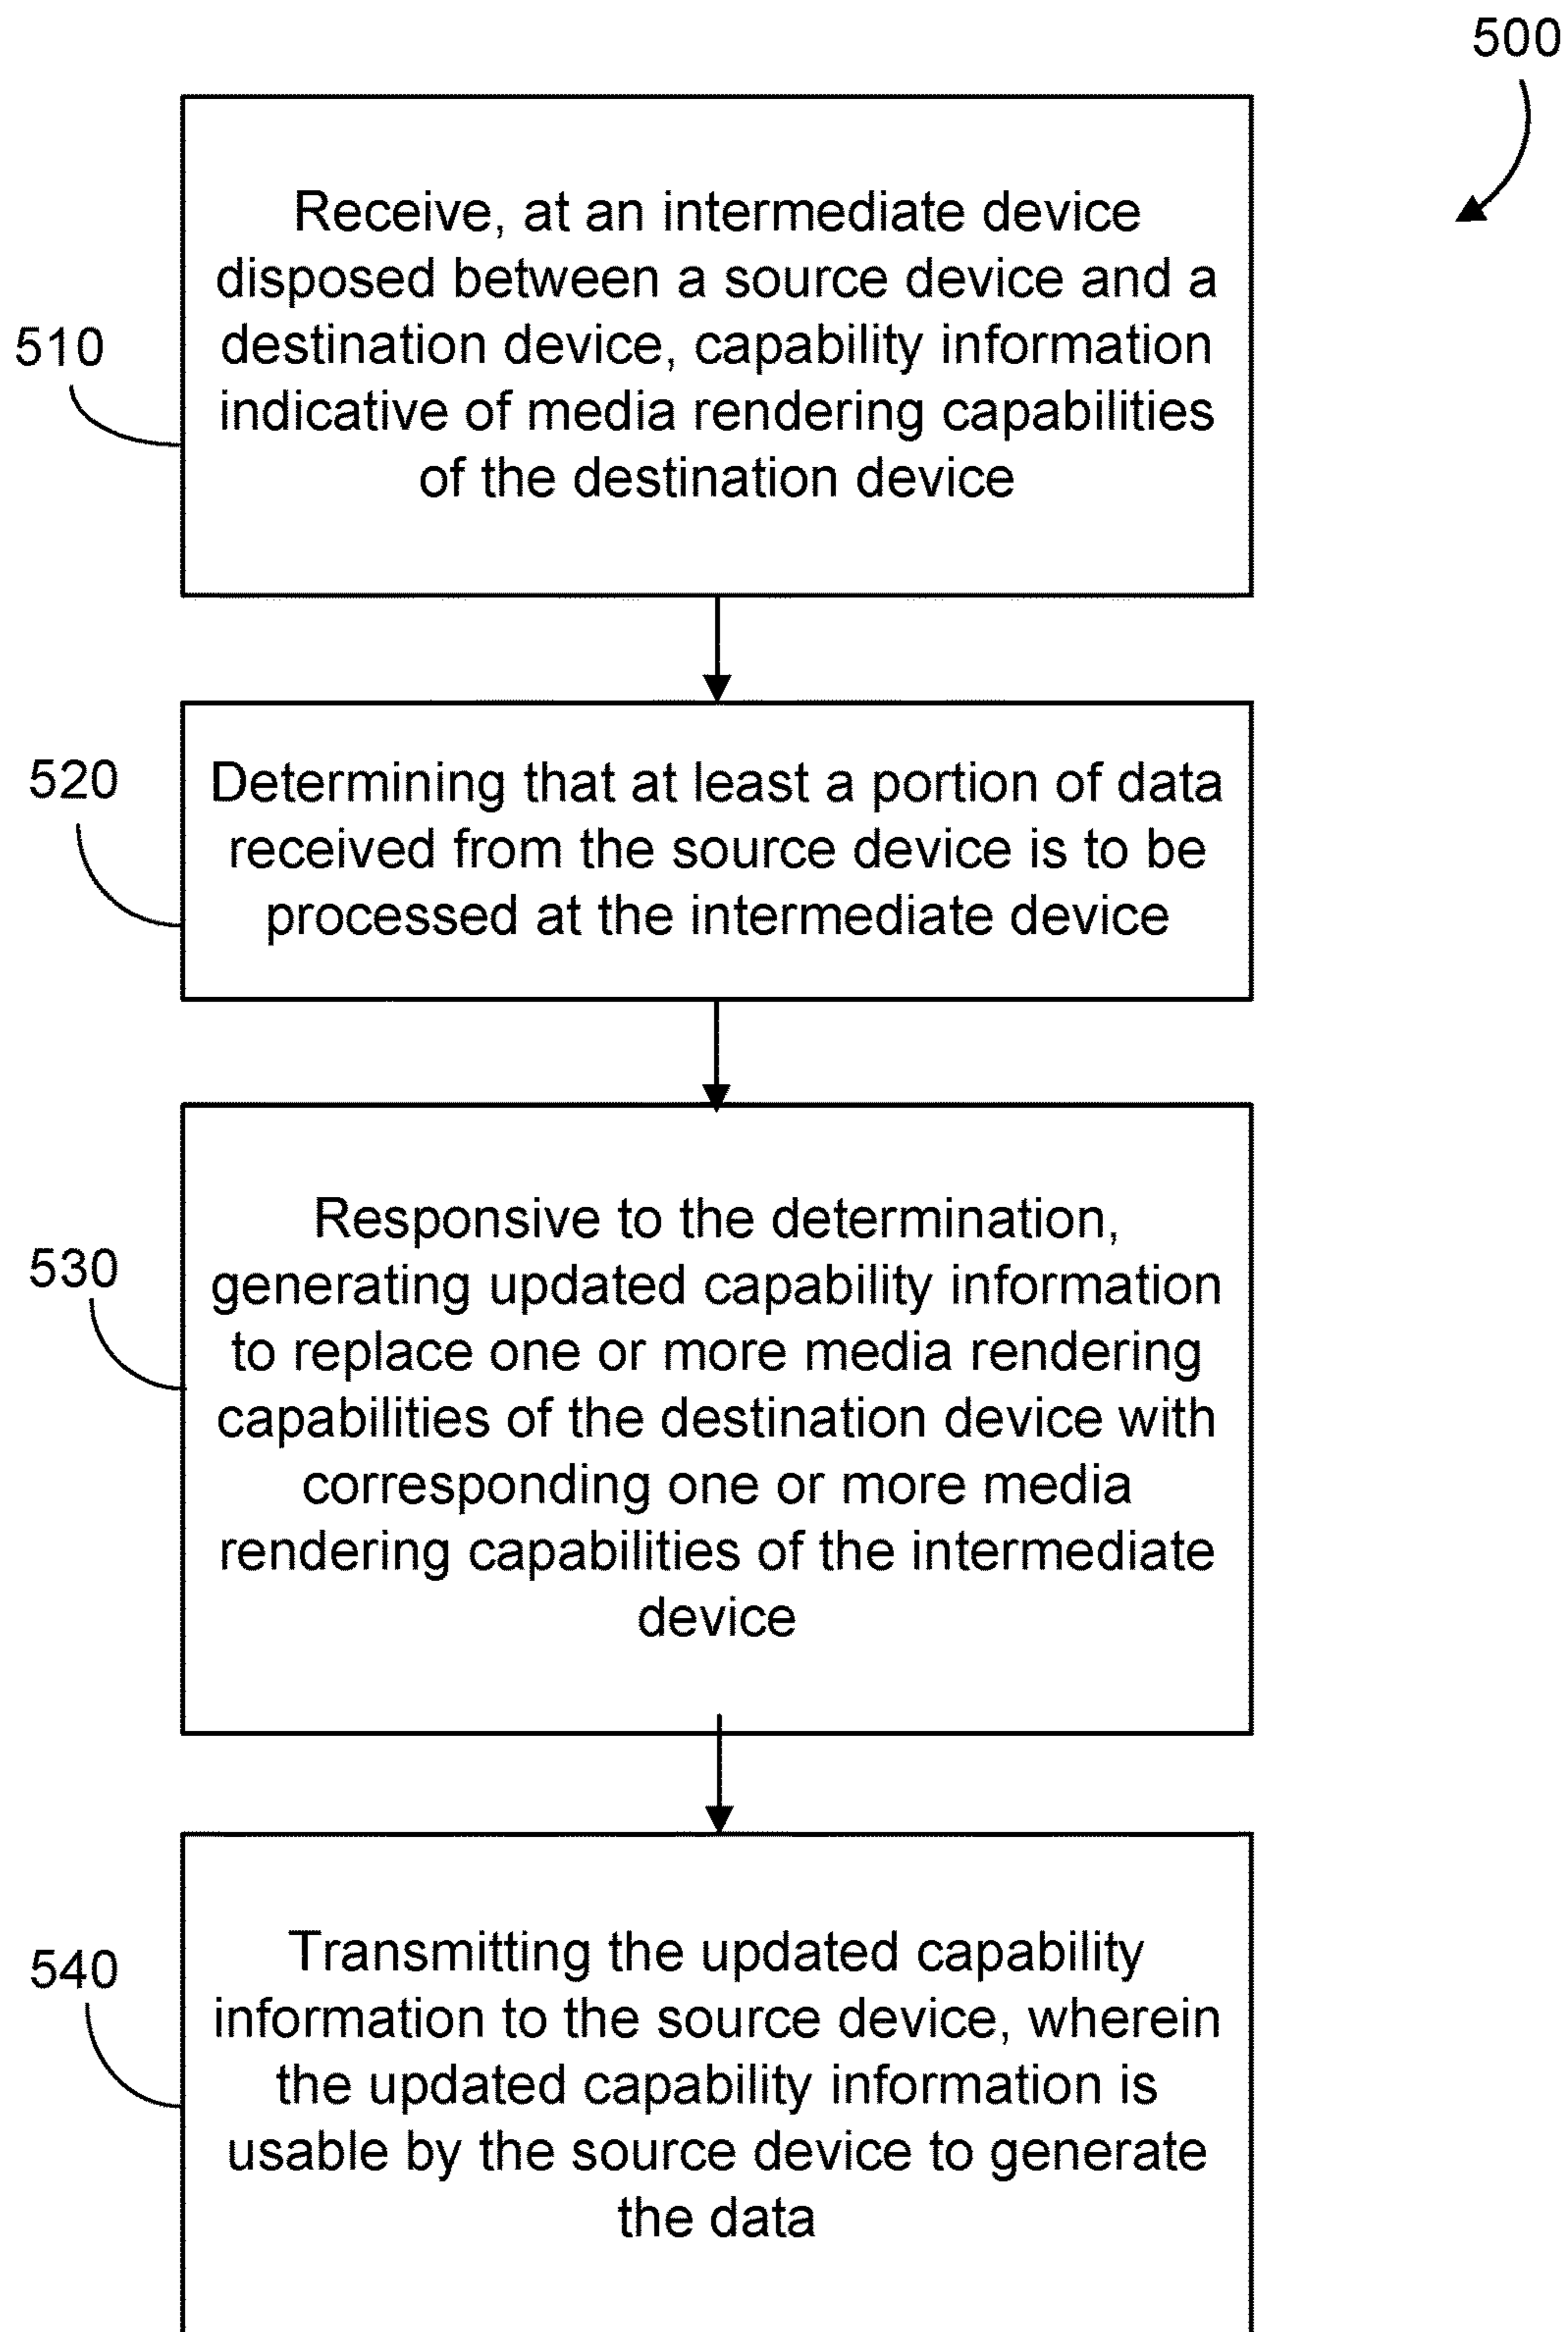 500
Receive, at an intermediate device
disposed between a source device and a
destination device, capability information
indicative of media rendering capabilities
of the destination device
510
Determining that at least a portion of data
received from the source device is to be
processed at the intermediate device
520
Responsive to the determination,
generating updated capability information
to replace one or more media rendering
capabilities of the destination device with
corresponding one or more media
rendering capabilities of the intermediate
device
530
Transmitting the updated capability
information to the source device, wherein
the updated capability information is
usable by the source device to generate
the data
540